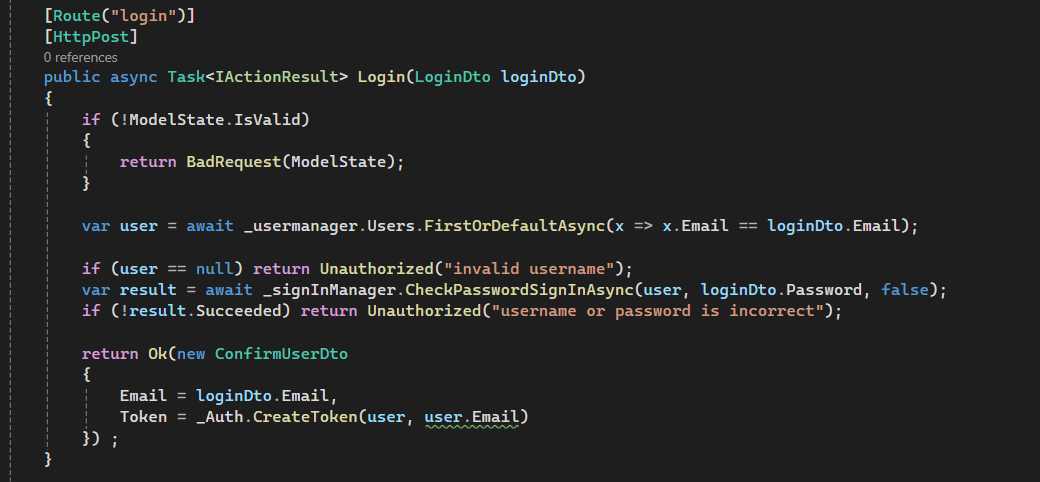 [Route("login")]
[HttpPost]
0 references
public async Task<IActionResult> Login(LoginDto loginDto)
{
    if (!ModelState.IsValid)
    {
        return BadRequest(ModelState);
    }

    var user = await _usermanager.Users.FirstOrDefaultAsync(x => x.Email == loginDto.Email);

    if (user == null) return Unauthorized("invalid username");
    var result = await _signInManager.CheckPasswordSignInAsync(user, loginDto.Password, false);
    if (!result.Succeeded) return Unauthorized("username or password is incorrect");

    return Ok(new ConfirmUserDto
    {
        Email = loginDto.Email,
        Token = _Auth.CreateToken(user, user.Email)
    }) ;
}